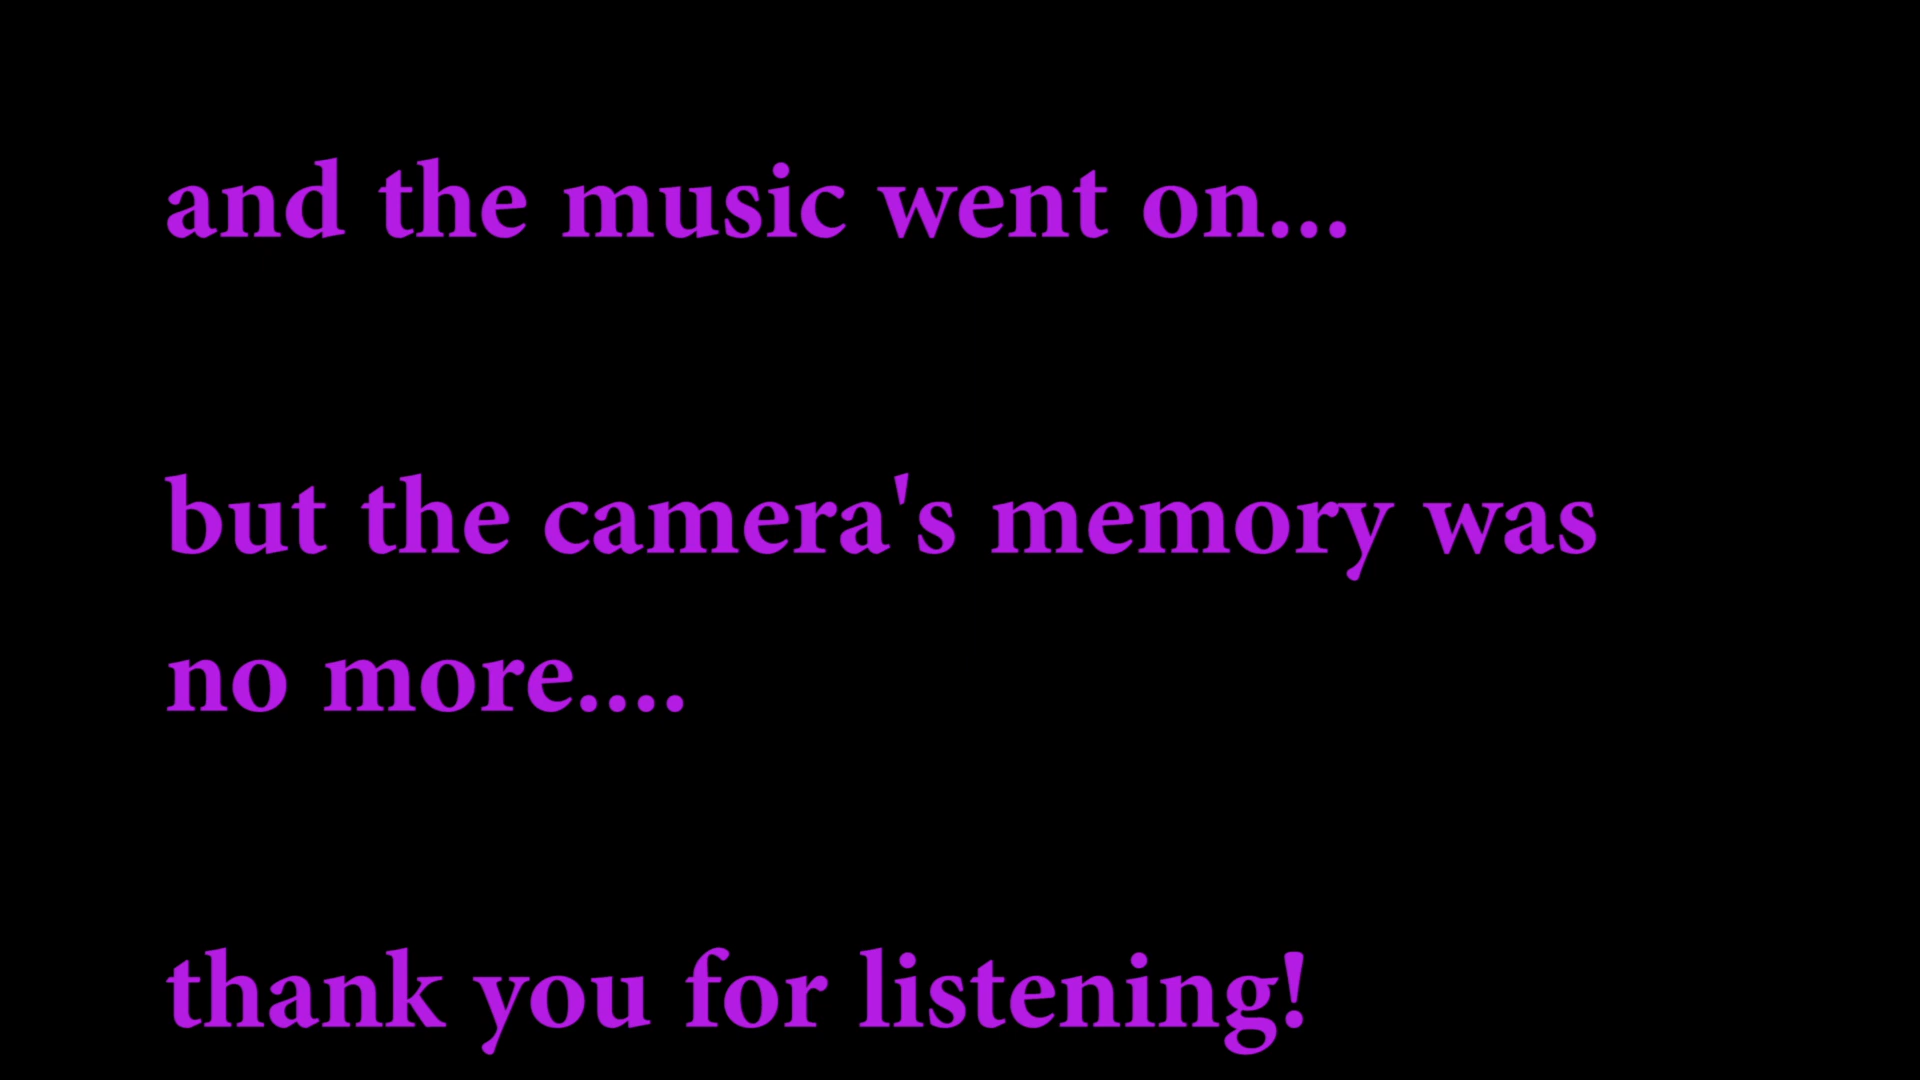 and the music went on...
but the camera's memory was
no more....
thank you for listening!